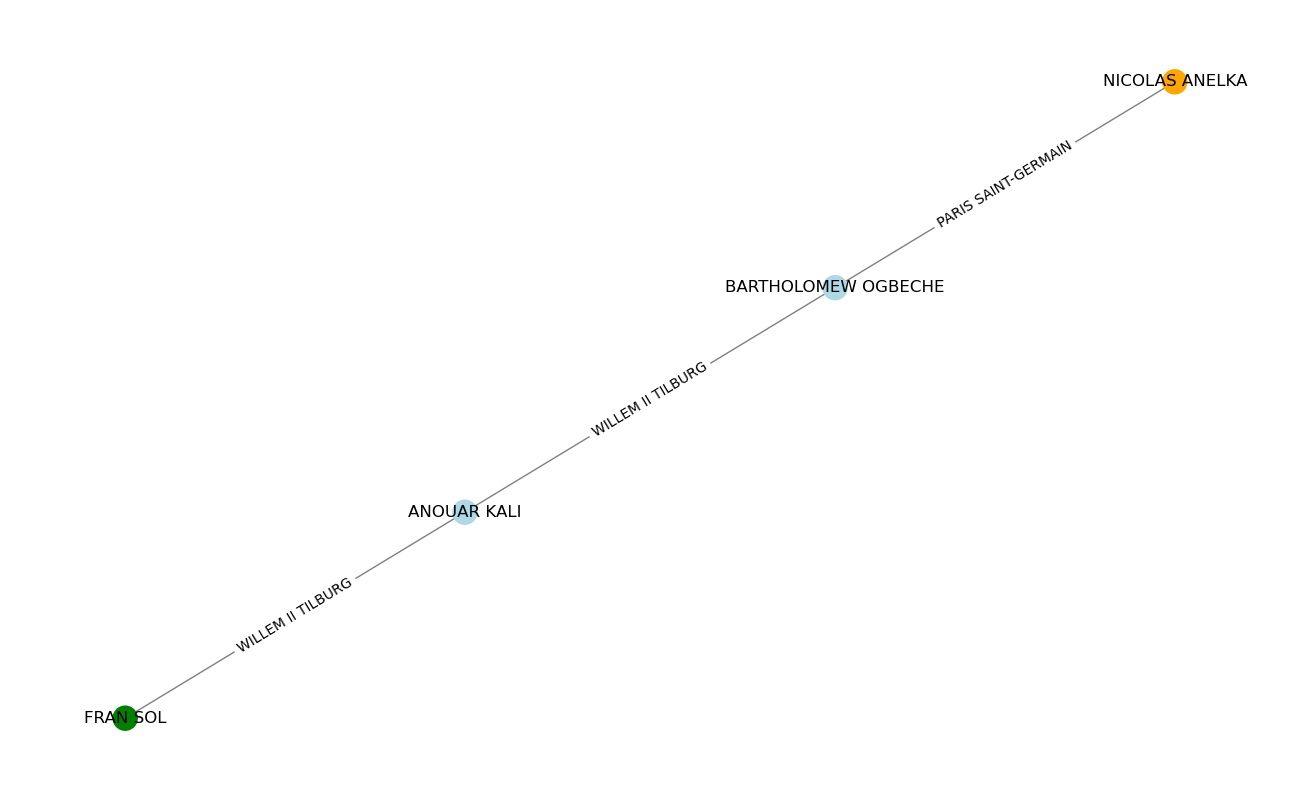 NICOLAS ANELKA
PARIS SAINT-GERMAIN
BARTHOLOMEW OGBECHE
WILLEM II TILBURG
ANOUAR KALI
WILLEM II TILBURG
FRAN SOL